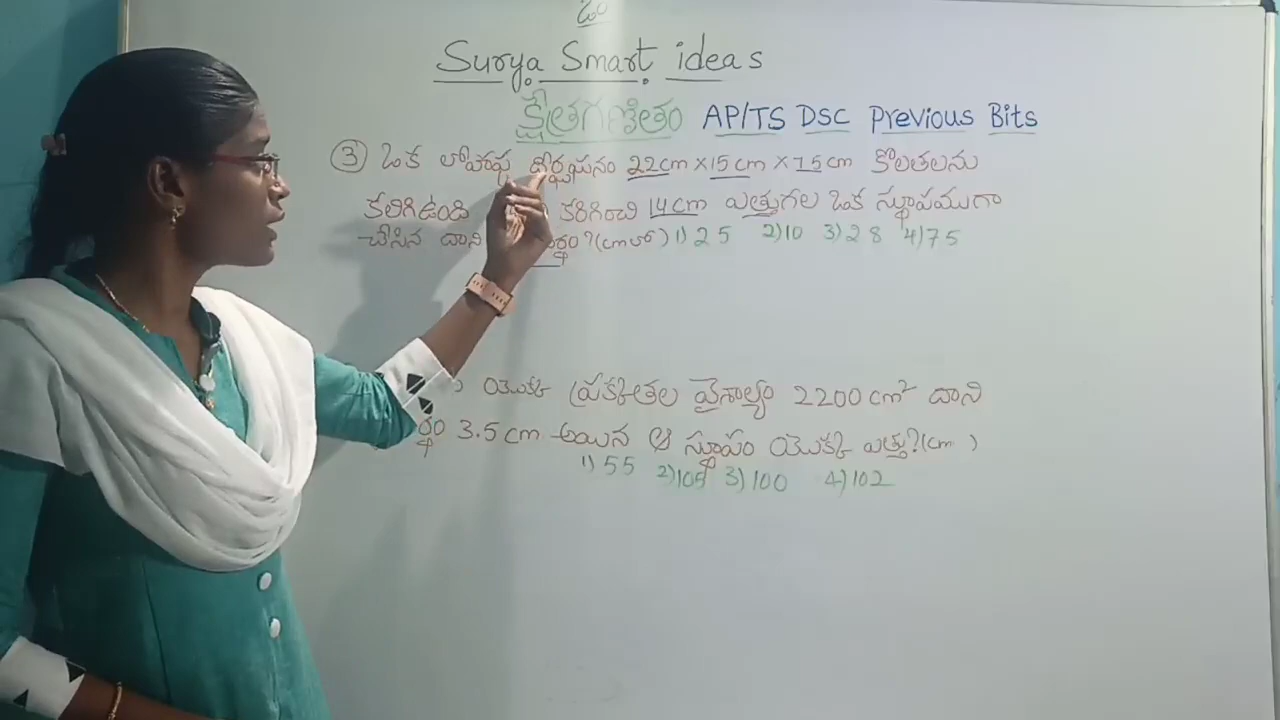 ఓం
Surya Smart ideas
క్షేత్రగణితం AP/TS DSC Previous Bits
3 ఒక లోహపు దీర్ఘఘనం 22cm × 15cm × 7.5cm కొలతలను
కలిగిఉంది కరిగించి 14cm ఎత్తుగల ఒక స్థూపముగా
చేసిన దాని ?(cmలో) 1) 25 2) 10 3) 28 4) 75
యొక్క ప్రక్కతల వైశాల్యం 2200 cm² దాని
3.5 cm అయిన ఆ స్థూపం యొక్క ఎత్తు?(cm )
1) 55 2) 3) 100 4) 102